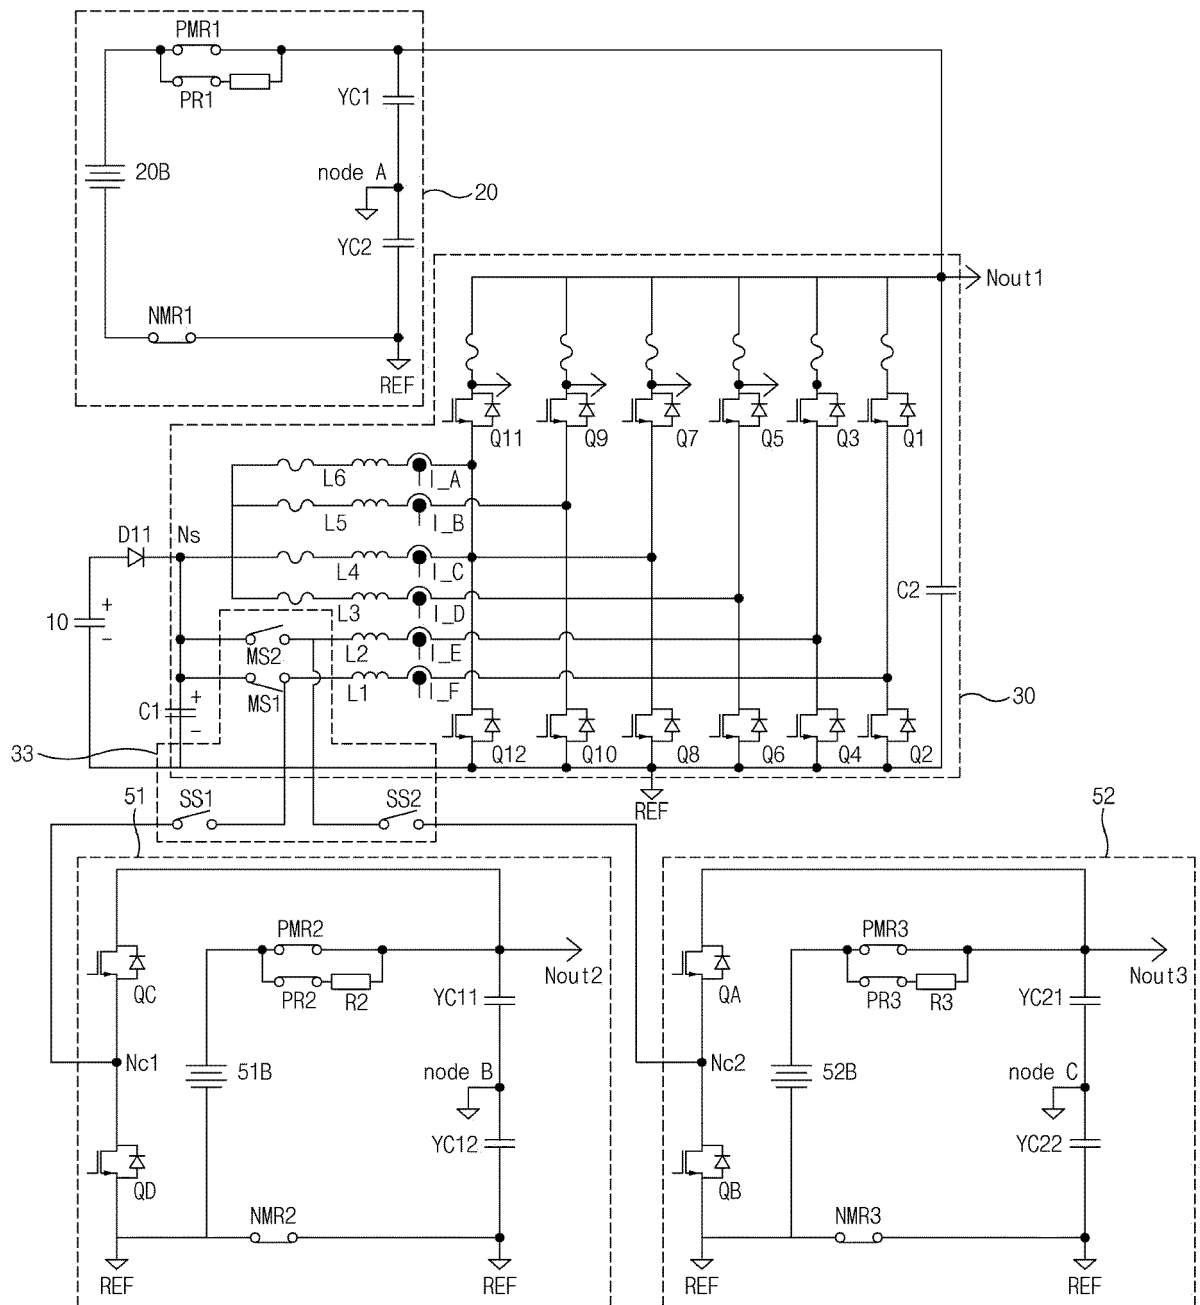 PMR1
PR1
YC1
20B
node A
20
YC2
NMR1
REF
Nout1
Q11
Q9
Q7
Q5
Q3
Q1
L6
I_A
L5
I_B
D11
Ns
L4
I_C
L3
I_D
10
+
−
C2
MS2
L2
I_E
MS1
L1
I_F
C1
+
−
30
33
Q12
Q10
Q8
Q6
Q4
Q2
REF
51
SS1
SS2
52
PMR2
PMR3
Nout2
Nout3
QC
PR2
R2
YC11
QA
PR3
R3
YC21
Nc1
51B
node B
Nc2
52B
node C
YC12
YC22
QD
QB
NMR2
NMR3
REF
REF
REF
REF